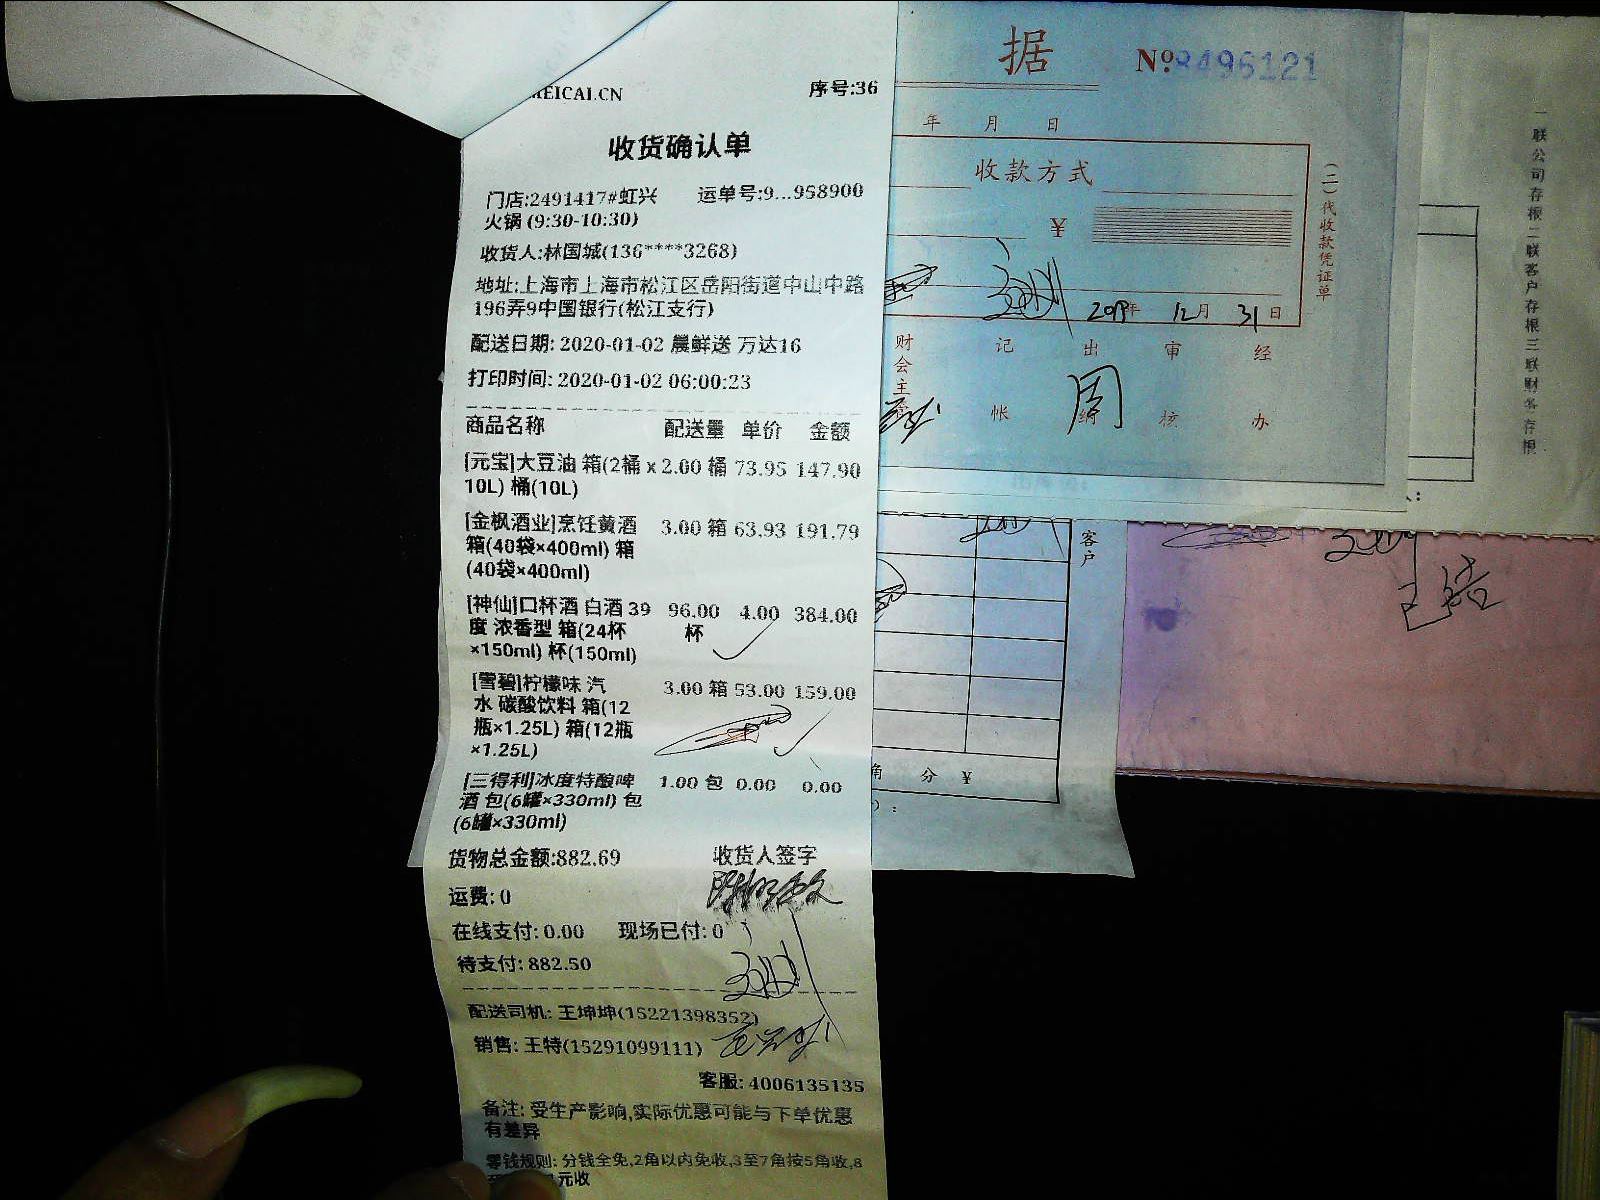 MEICAI.CN
序号:36
收货确认单
门店:2491417#虹兴 运单号:9...958900
火锅 (9:30-10:30)
收货人:林国城(136****3268)
地址:上海市上海市松江区岳阳街道中山中路
196弄9中国银行(松江支行)
配送日期: 2020-01-02 晨鲜送 万达16
打印时间: 2020-01-02 06:00:23
商品名称 配送量 单价 金额
[元宝]大豆油 箱(2桶 x 2.00 桶 73.95 147.90
10L) 桶(10L)
[金枫酒业]烹饪黄酒 3.00 箱 63.93 191.79
箱(40袋×400ml) 箱
(40袋×400ml)
[神仙]口杯酒 白酒 39 96.00 4.00 384.00
度 浓香型 箱(24杯 杯
×150ml) 杯(150ml)
[雪碧]柠檬味 汽 3.00 箱 53.00 159.00
水 碳酸饮料 箱(12
瓶×1.25L) 箱(12瓶
×1.25L)
[三得利]冰度特酿啤 1.00 包 0.00 0.00
酒 包(6罐×330ml) 包
(6罐×330ml)
货物总金额:882.69 收货人签字
运费: 0
在线支付: 0.00 现场已付: 0
待支付: 882.50
配送司机: 王坤坤(15221398352)
销售: 王特(15291099111)
客服: 4006135135
备注: 受生产影响,实际优惠可能与下单优惠
有差异
零钱规则: 分钱全免,2角以内免收,3至7角按5角收,8
元收
据 Nº 8496121
年 月 日
收款方式
¥
2019年 12月 31日
财会主管 记帐 出纳 审核 经办
周
(二)代收款凭证单
客户
角 分 ¥
一联公司存根二联客户存根三联财务存根